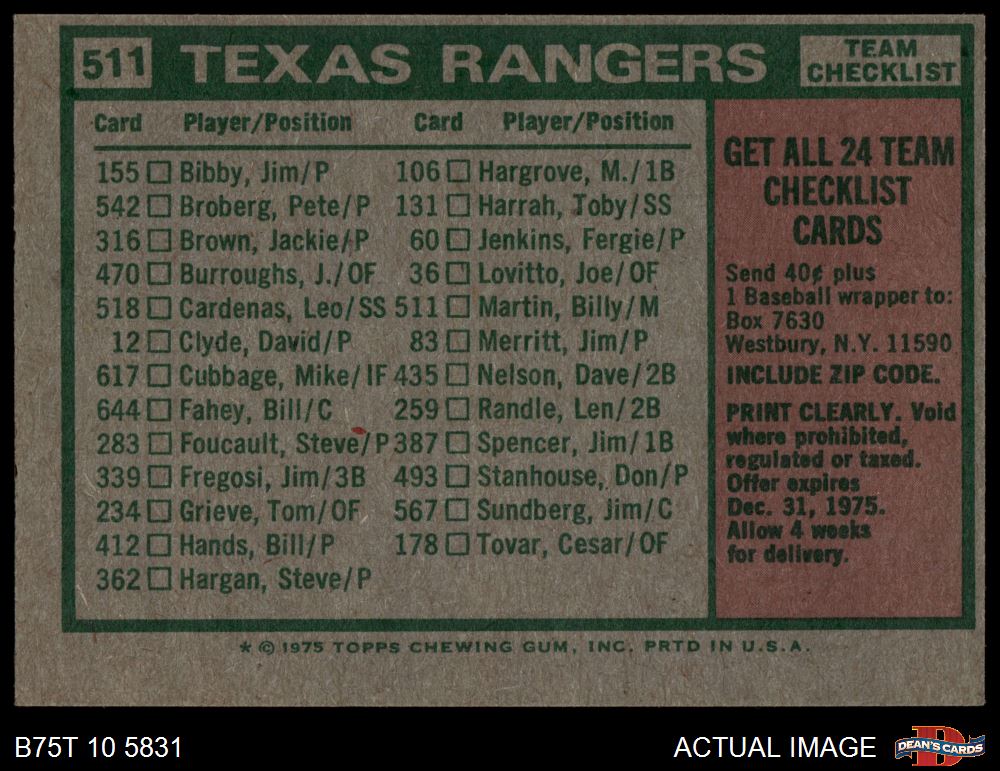 511 TEXAS RANGERS TEAM CHECKLIST
Card Player/Position Card Player/Position
155 □ Bibby, Jim/P 106 □ Hargrove, M./1B
542 □ Broberg, Pete/P 131 □ Harrah, Toby/SS
316 □ Brown, Jackie/P 60 □ Jenkins, Fergie/P
470 □ Burroughs, J./OF 36 □ Lovitto, Joe/OF
518 □ Cardenas, Leo/SS 511 □ Martin, Billy/M
12 □ Clyde, David/P 83 □ Merritt, Jim/P
617 □ Cubbage, Mike/IF 435 □ Nelson, Dave/2B
644 □ Fahey, Bill/C 259 □ Randle, Len/2B
283 □ Foucault, Steve/P 387 □ Spencer, Jim/1B
339 □ Fregosi, Jim/3B 493 □ Stanhouse, Don/P
234 □ Grieve, Tom/OF 567 □ Sundberg, Jim/C
412 □ Hands, Bill/P 178 □ Tovar, Cesar/OF
362 □ Hargan, Steve/P
GET ALL 24 TEAM
CHECKLIST
CARDS
Send 40¢ plus
1 Baseball wrapper to:
Box 7630
Westbury, N.Y. 11590
INCLUDE ZIP CODE.
PRINT CLEARLY. Void
where prohibited,
regulated or taxed.
Offer expires
Dec. 31, 1975.
Allow 4 weeks
for delivery.
* © 1975 TOPPS CHEWING GUM, INC. PRTD IN U.S.A.
B75T 10 5831 ACTUAL IMAGE DEAN'S CARDS